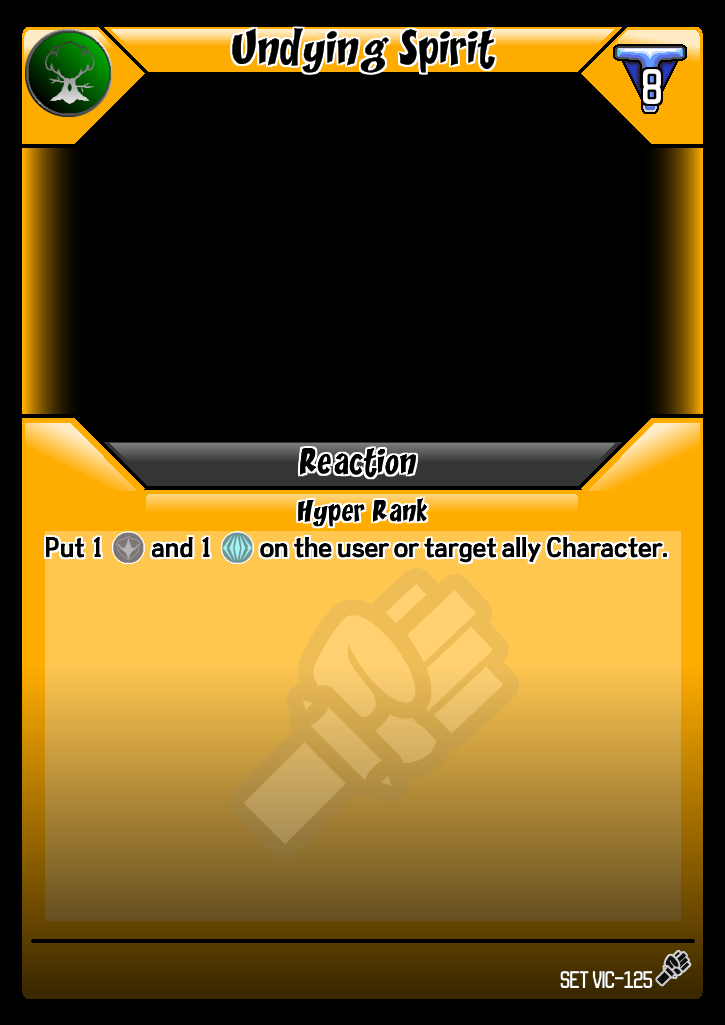 Undying Spirit
8
Reaction
Hyper Rank
Put 1 and 1 on the user or target ally Character.
SET VIC-125